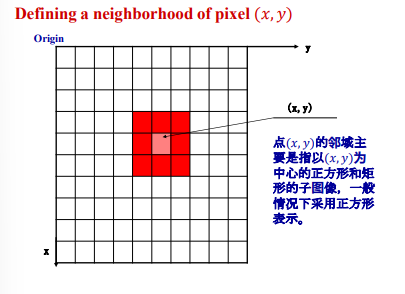 Defining a neighborhood of pixel (x, y)
Origin
y
(x, y)
点(x, y)的邻域主
要是指以(x, y)为
中心的正方形和矩
形的子图像，一般
情况下采用正方形
表示。
x